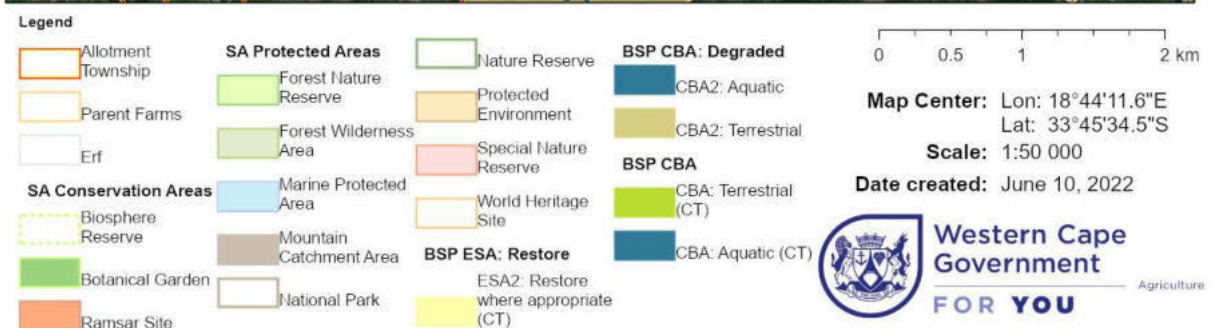 Legend
Allotment
Township
Parent Farms
Erf
SA Conservation Areas
Biosphere
Reserve
Botanical Garden
Ramsar Site
SA Protected Areas
Forest Nature
Reserve
Forest Wilderness
Area
Marine Protected
Area
Mountain
Catchment Area
National Park
Nature Reserve
Protected
Environment
Special Nature
Reserve
World Heritage
Site
BSP ESA: Restore
ESA2: Restore
where appropriate
(CT)
BSP CBA: Degraded
CBA2: Aquatic
CBA2: Terrestrial
BSP CBA
CBA: Terrestrial
(CT)
CBA: Aquatic (CT)
0 0.5 1 2 km
Map Center: Lon: 18°44'11.6"E
Lat: 33°45'34.5"S
Scale: 1:50 000
Date created: June 10, 2022
Western Cape
Government
Agriculture
FOR YOU